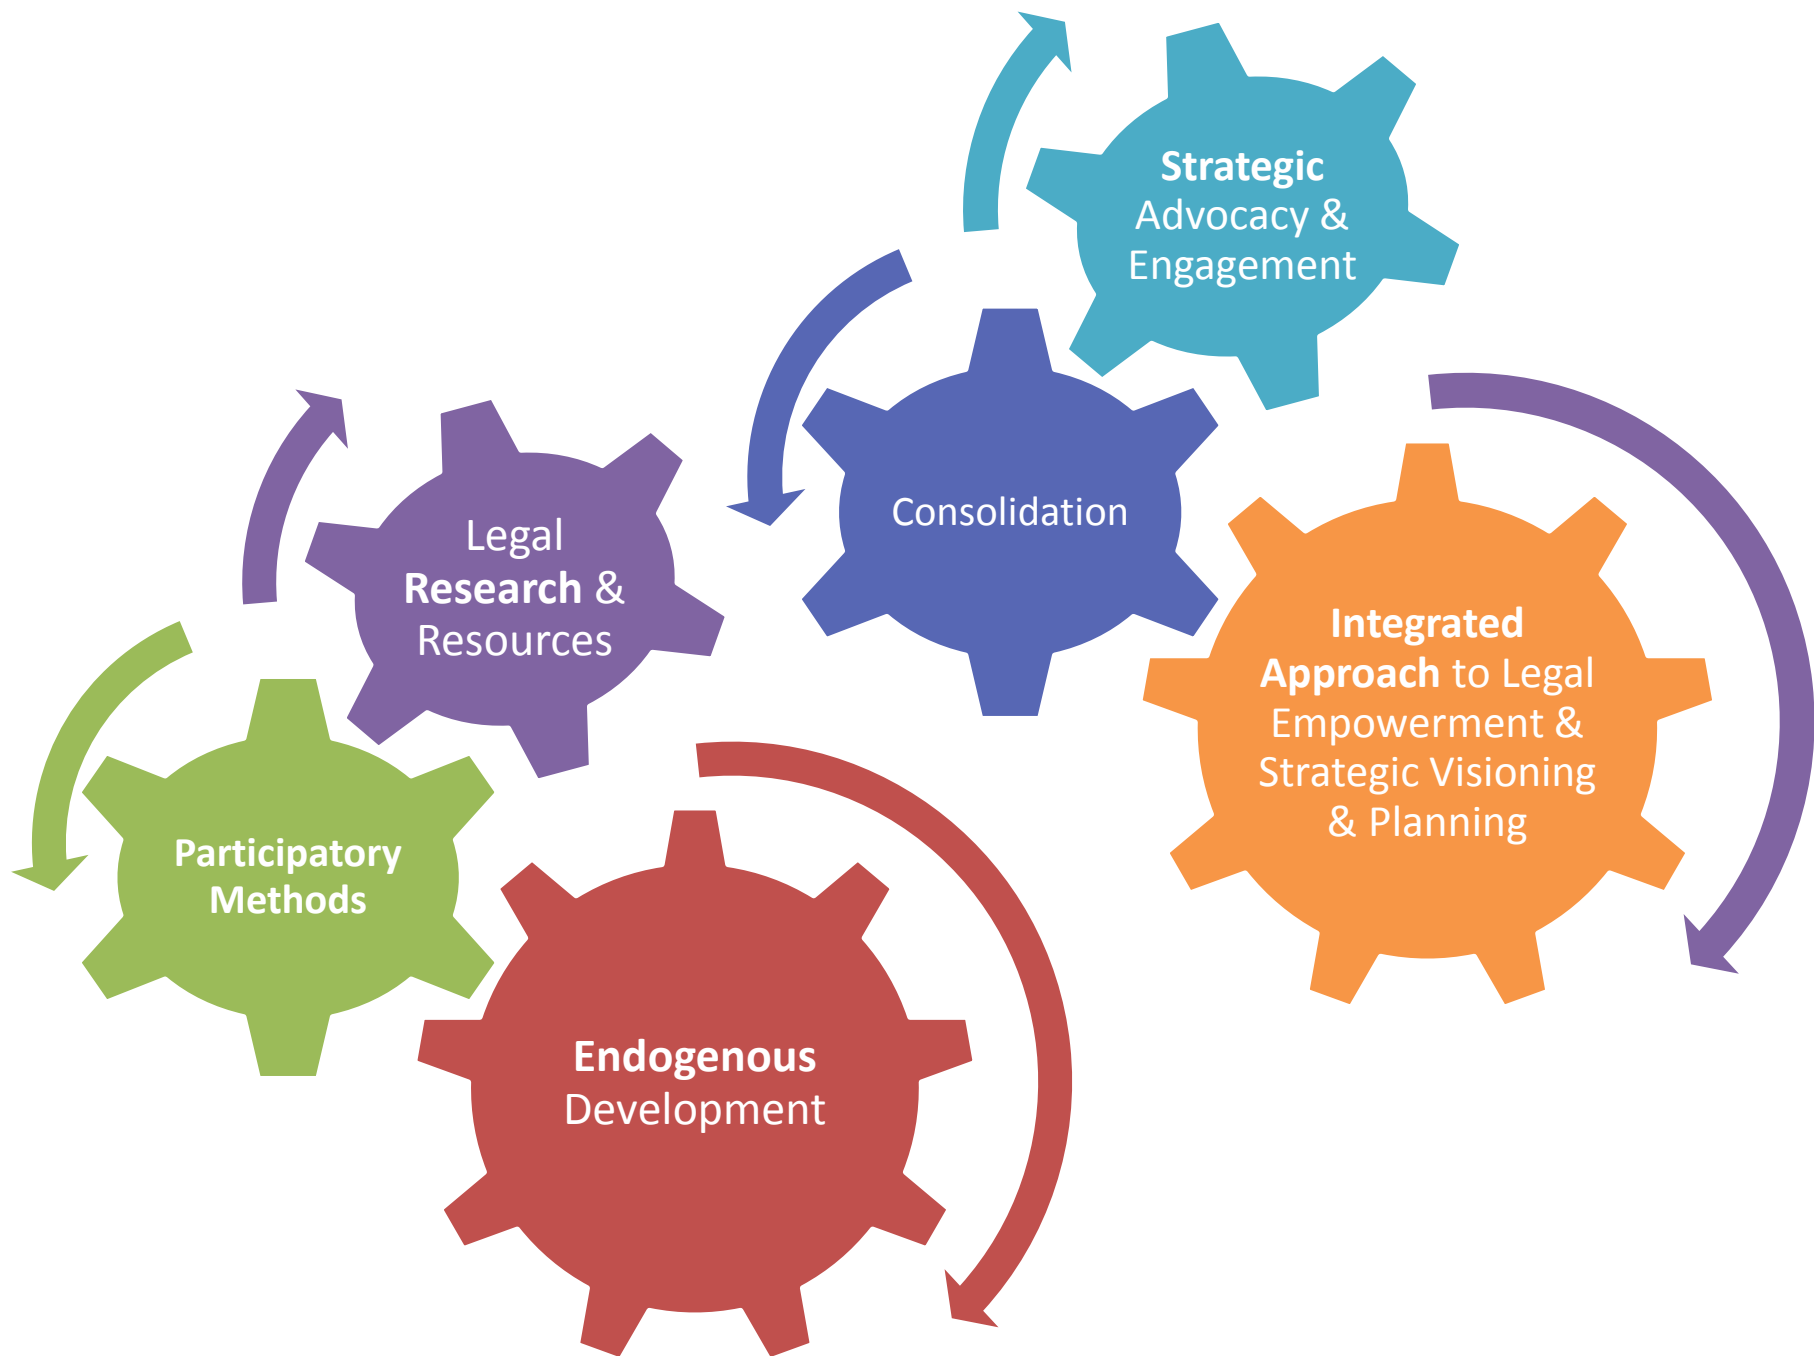 Strategic
Advocacy &
Engagement
Consolidation
Legal
Research &
Resources
Integrated
Approach to Legal
Empowerment &
Strategic Visioning
& Planning
Participatory
Methods
Endogenous
Development